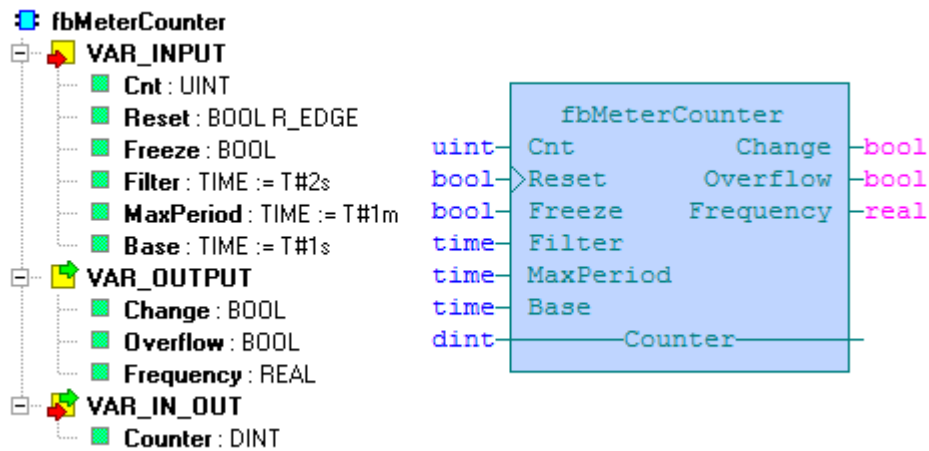 fbMeterCounter
VAR_INPUT
Cnt : UINT
Reset : BOOL R_EDGE
Freeze : BOOL
Filter : TIME := T#2s
MaxPeriod : TIME := T#1m
Base : TIME := T#1s
VAR_OUTPUT
Change : BOOL
Overflow : BOOL
Frequency : REAL
VAR_IN_OUT
Counter : DINT
fbMeterCounter
uint Cnt Change bool
bool Reset Overflow bool
bool Freeze Frequency real
time Filter
time MaxPeriod
time Base
dint Counter